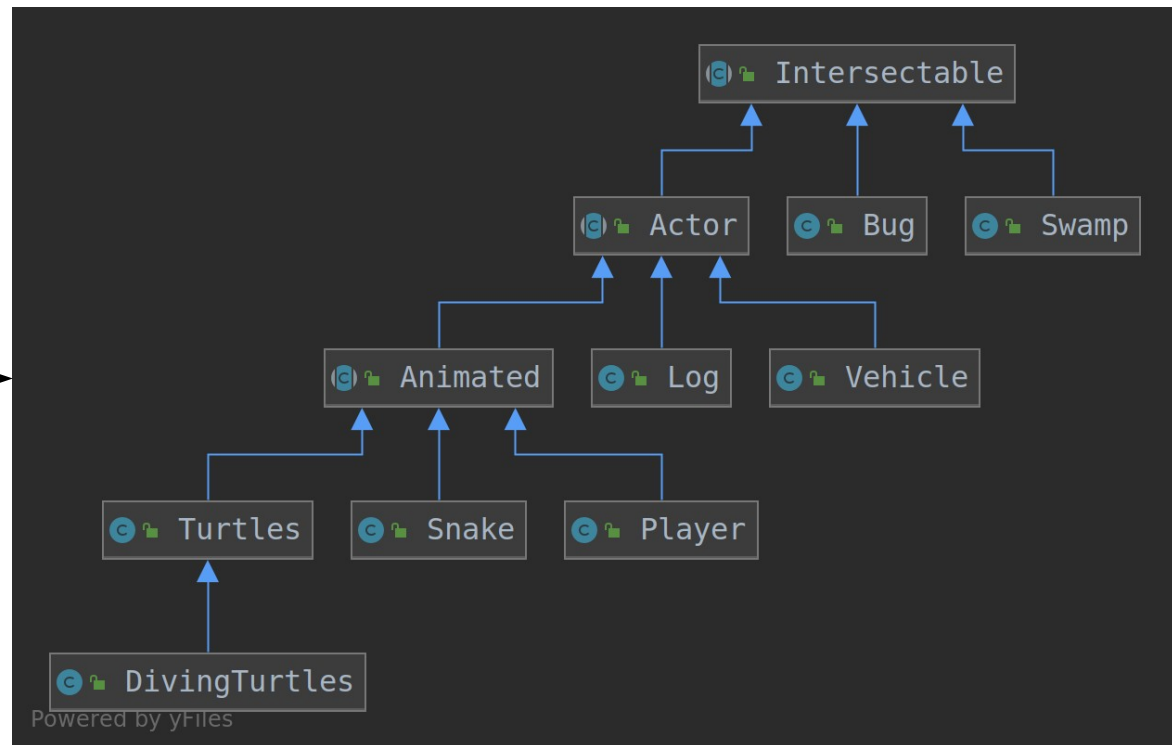 Intersectable
Actor
Bug
Swamp
Animated
Log
Vehicle
Turtles
Snake
Player
DivingTurtles
Powered by yFiles